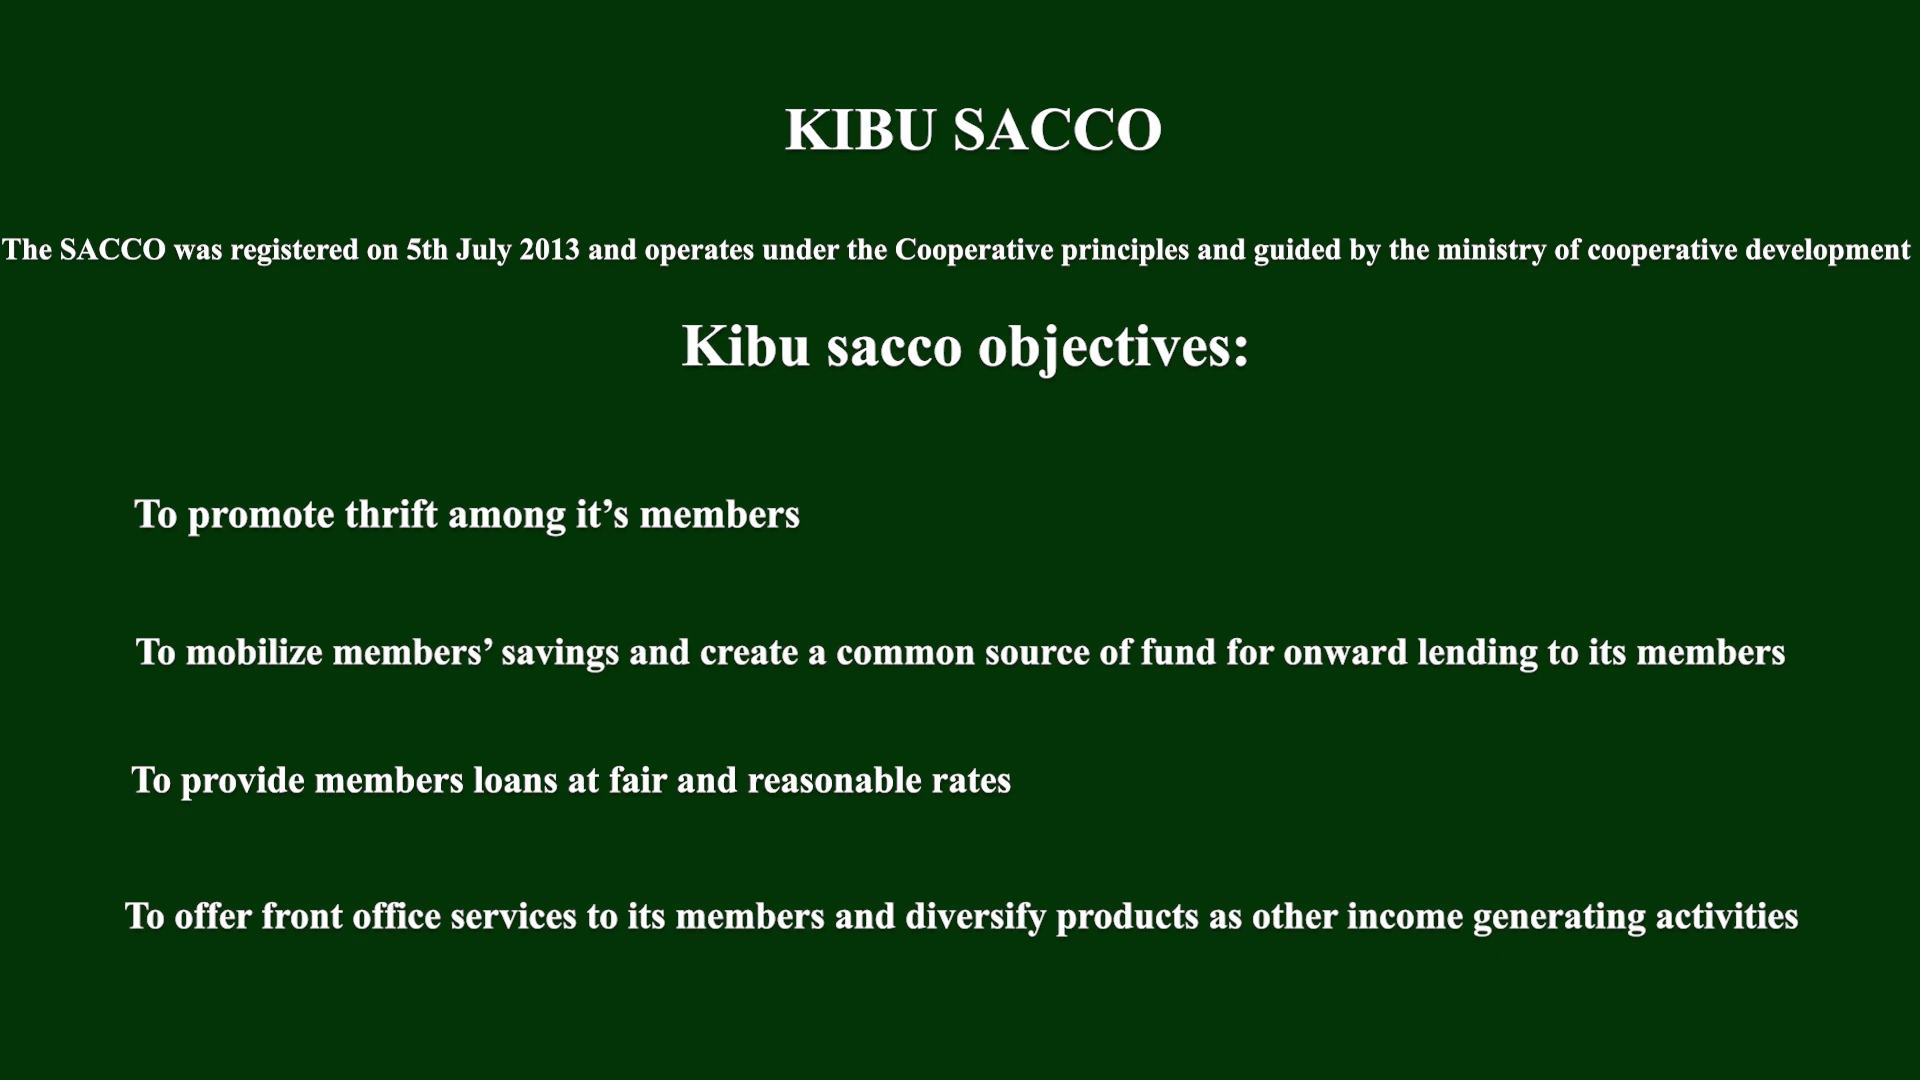 KIBU SACCO
The SACCO was registered on 5th July 2013 and operates under the Cooperative principles and guided by the ministry of cooperative development
Kibu sacco objectives:
To promote thrift among it’s members
To mobilize members’ savings and create a common source of fund for onward lending to its members
To provide members loans at fair and reasonable rates
To offer front office services to its members and diversify products as other income generating activities